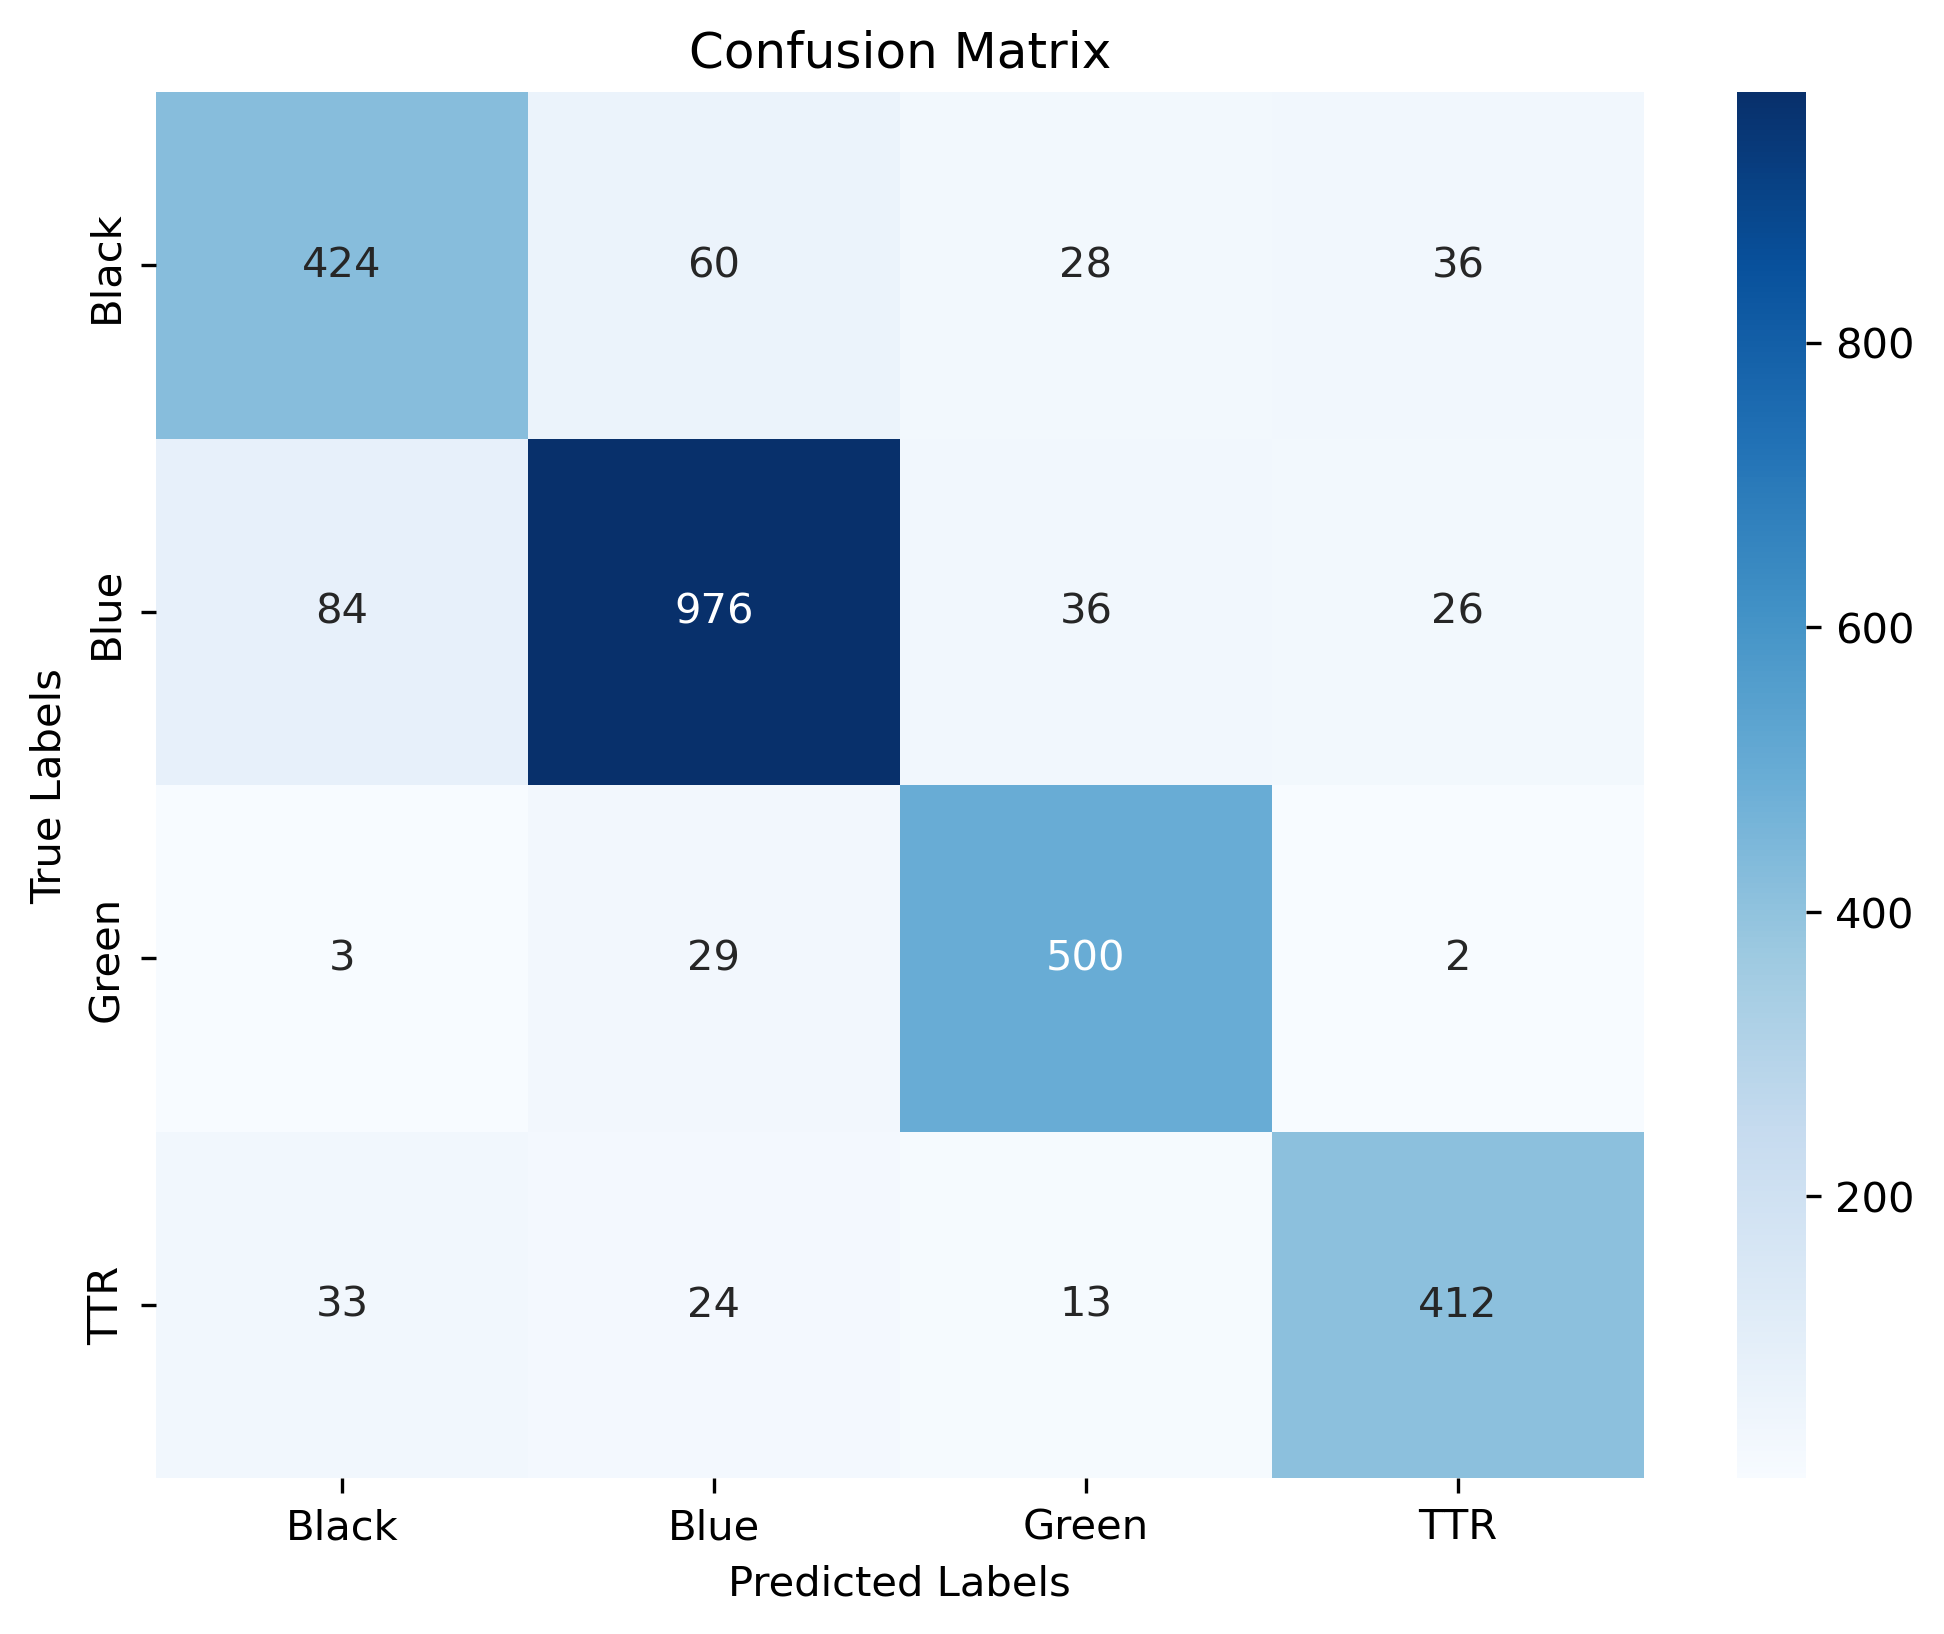 Confusion Matrix
True Labels
Black 424 60 28 36
Blue 84 976 36 26
Green 3 29 500 2
TTR 33 24 13 412
Black Blue Green TTR
Predicted Labels
800
600
400
200